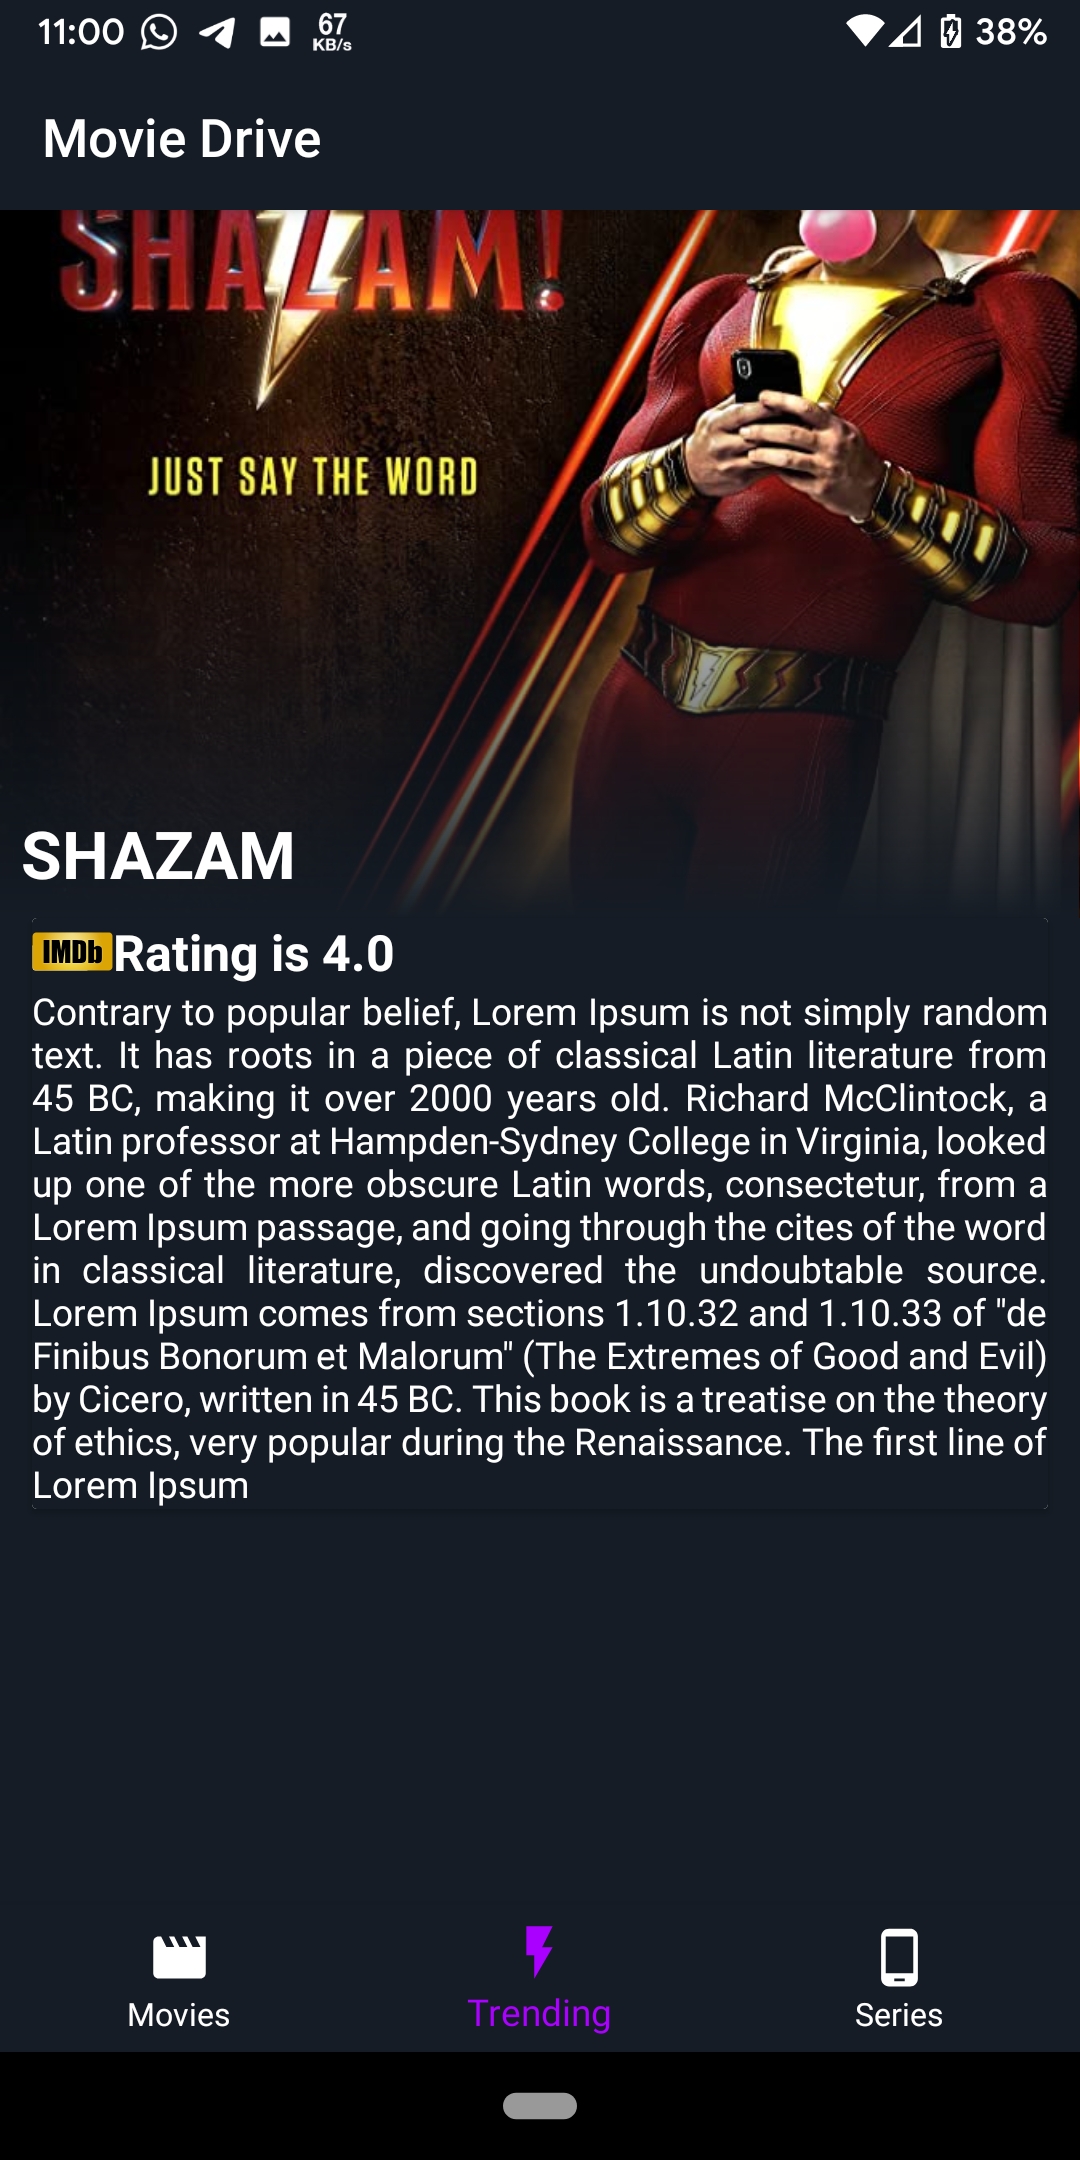 11:00 67 KB/s 38%
Movie Drive
SHAZAM!
JUST SAY THE WORD
SHAZAM
IMDb Rating is 4.0
Contrary to popular belief, Lorem Ipsum is not simply random
text. It has roots in a piece of classical Latin literature from
45 BC, making it over 2000 years old. Richard McClintock, a
Latin professor at Hampden-Sydney College in Virginia, looked
up one of the more obscure Latin words, consectetur, from a
Lorem Ipsum passage, and going through the cites of the word
in classical literature, discovered the undoubtable source.
Lorem Ipsum comes from sections 1.10.32 and 1.10.33 of "de
Finibus Bonorum et Malorum" (The Extremes of Good and Evil)
by Cicero, written in 45 BC. This book is a treatise on the theory
of ethics, very popular during the Renaissance. The first line of
Lorem Ipsum
Movies Trending Series